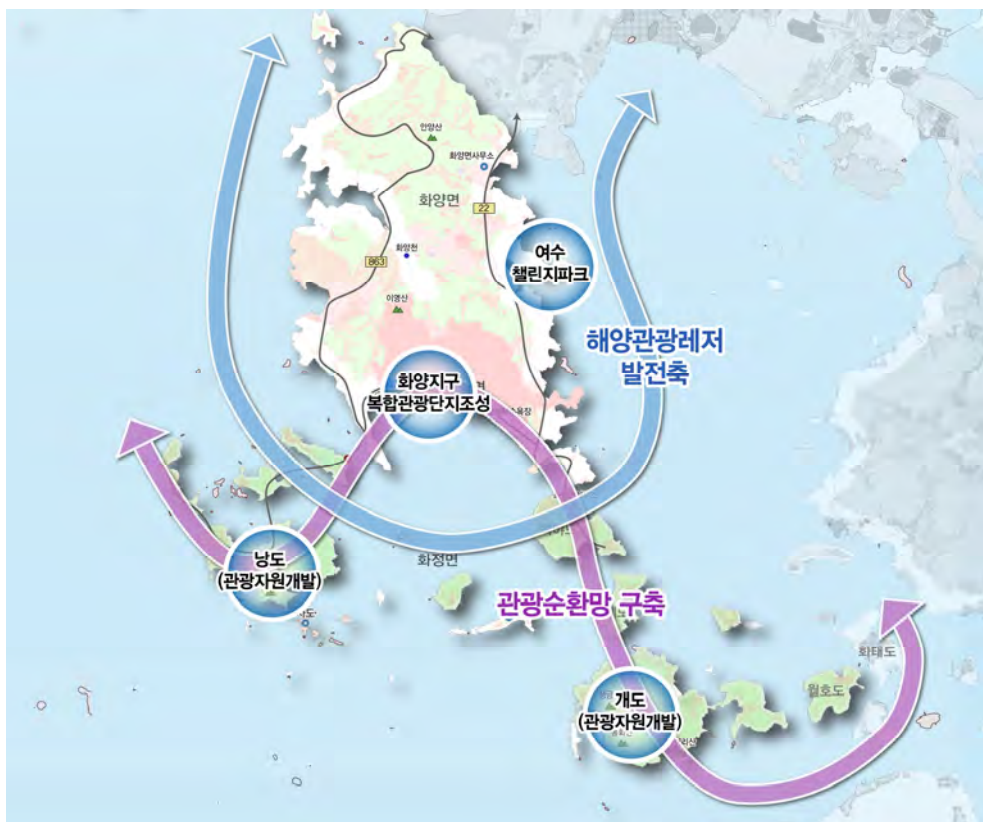 안양산
화양면사무소
화양면
22
여수
챌린지파크
화양천
863
이영산
해양관광레저
발전축
화양지구
복합관광단지조성
낭도
(관광자원개발)
화정면
관광순환망 구축
화태도
월호도
개도
(관광자원개발)